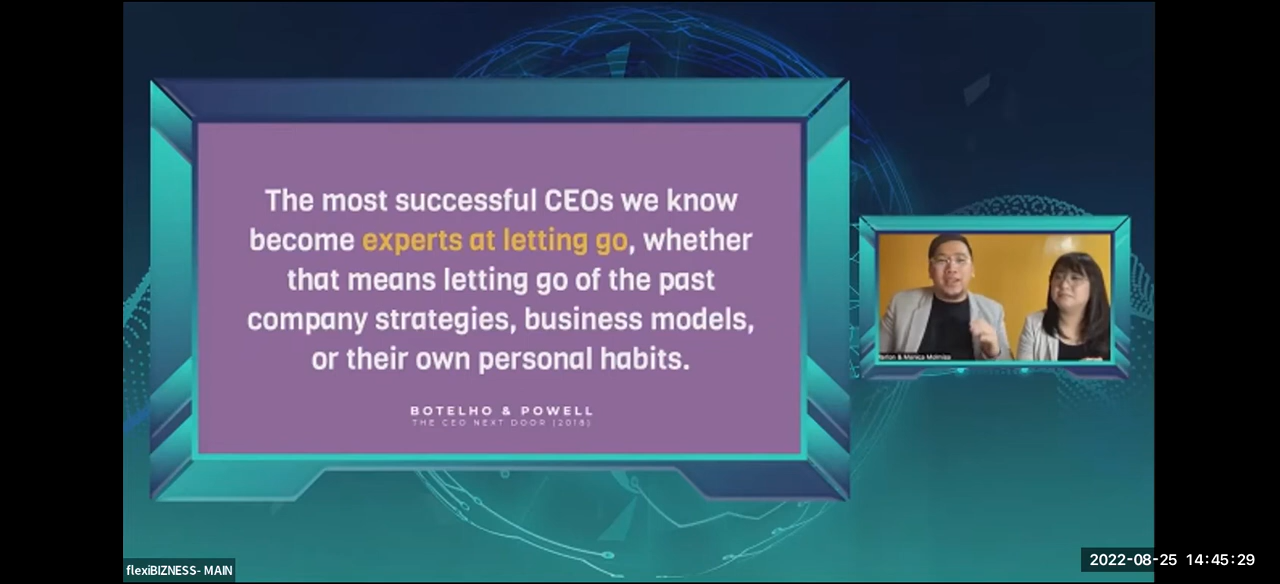 The most successful CEOs we know
become experts at letting go, whether
that means letting go of the past
company strategies, business models,
or their own personal habits.
BOTELHO & POWELL
THE CEO NEXT DOOR (2018)
& Monica
flexiBIZNESS- MAIN
2022-08-25 14:45:29